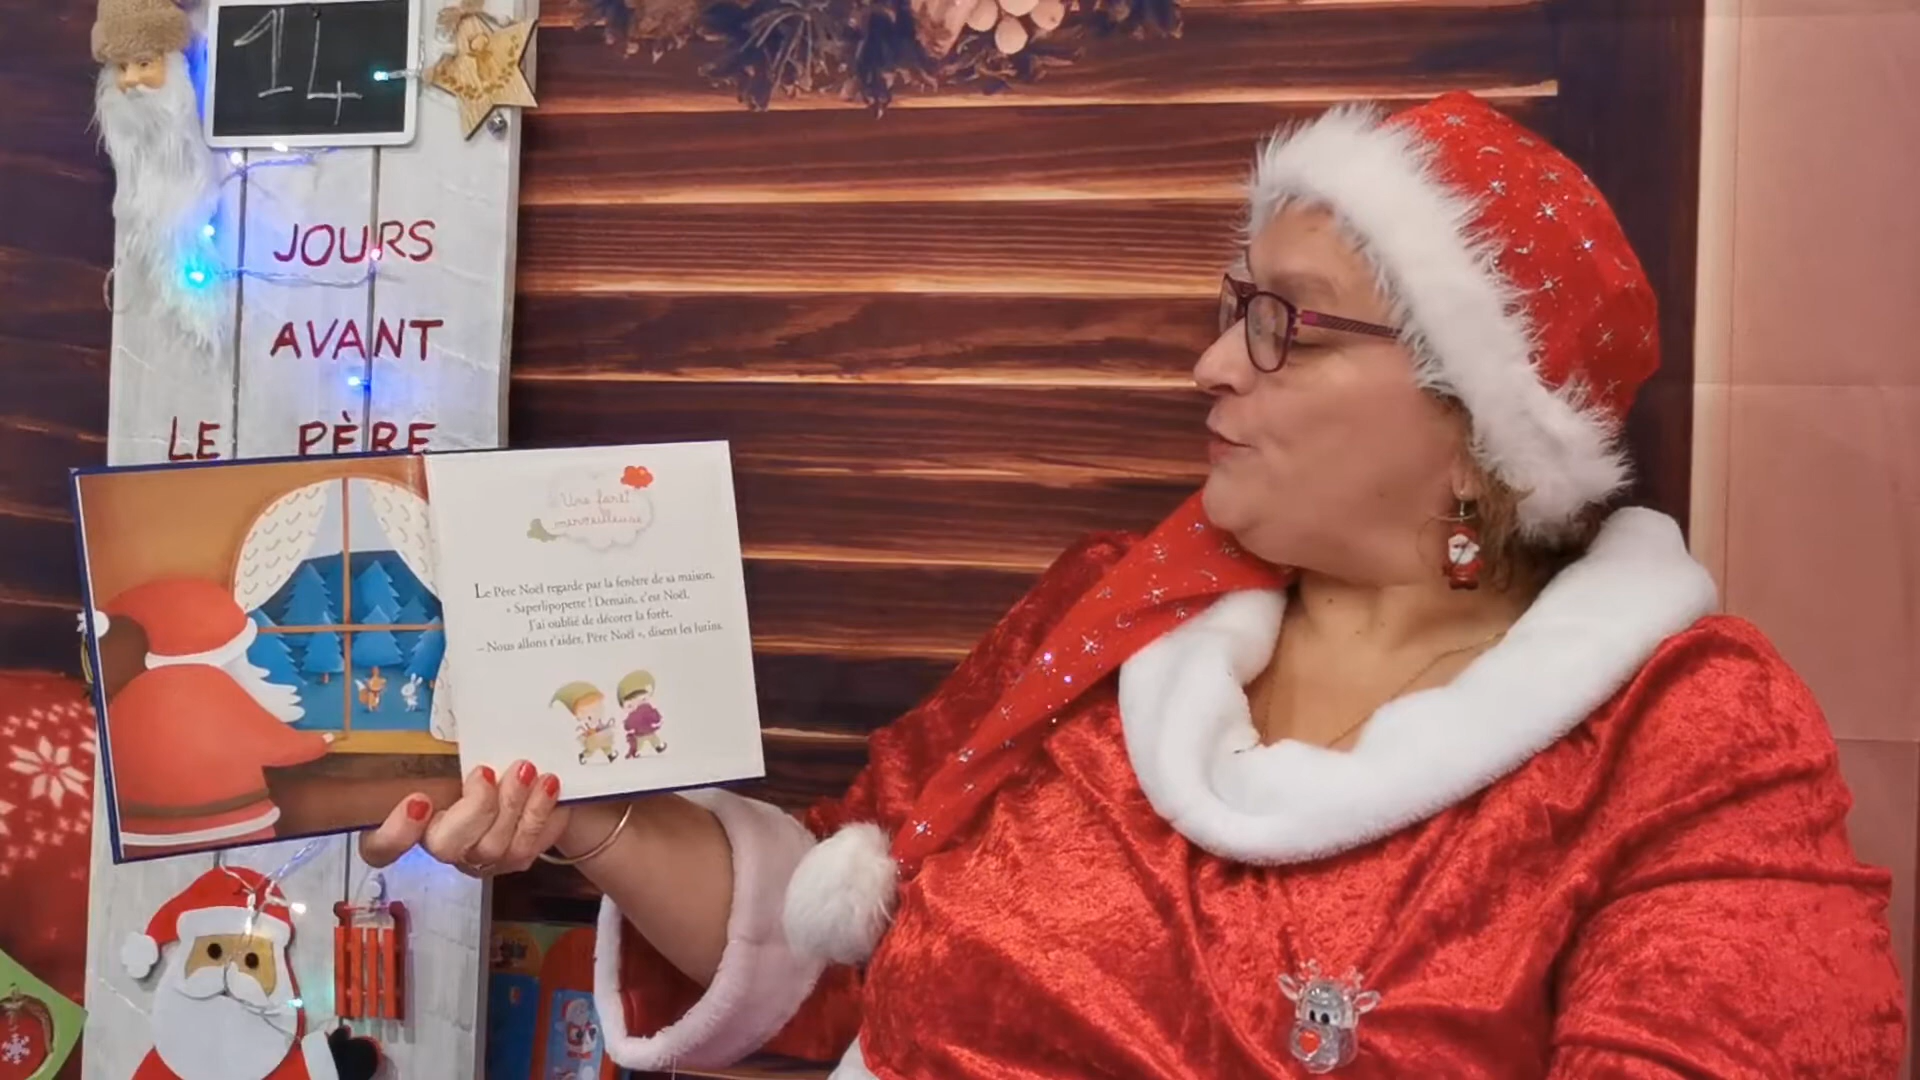 14
JOURS
AVANT
LE PÈRE
Une forêt
merveilleuse
Le Père Noël regarde par la fenêtre de sa maison.
« Saperlipopette ! Demain, c'est Noël.
J'ai oublié de décorer la forêt.
– Nous allons t'aider, Père Noël », disent les lutins.